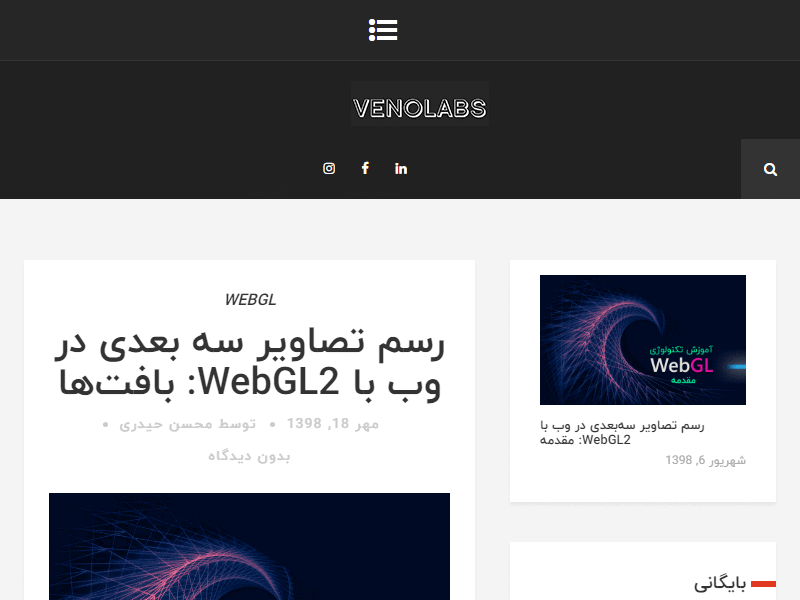 VENOLABS
WEBGL
رسم تصاویر سه بعدی در
وب با WebGL2: بافت‌ها
مهر 18, 1398 • توسط محسن حیدری •
بدون دیدگاه
آموزش تکنولوژی
WebGL
مقدمه
رسم تصاویر سه‌بعدی در وب با
WebGL2: مقدمه
شهریور 6, 1398
بایگانی